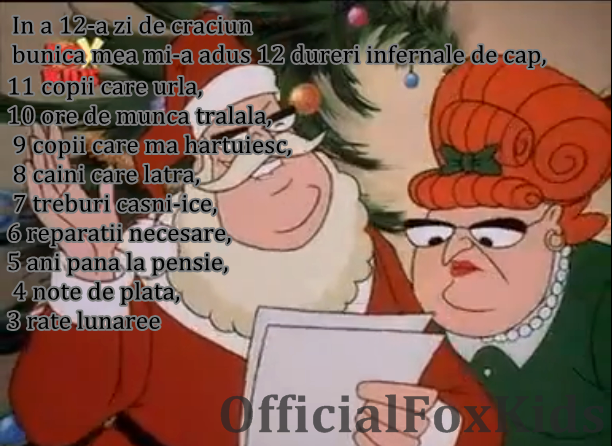 In a 12-a zi de craciun
bunica mea mi-a adus 12 dureri infernale de cap,
11 copii care urla,
10 ore de munca tralala,
9 copii care ma hartuiesc,
8 caini care latra,
7 treburi casni-ice,
6 reparatii necesare,
5 ani pana la pensie,
4 note de plata,
3 rate lunaree
OfficialFoxKids